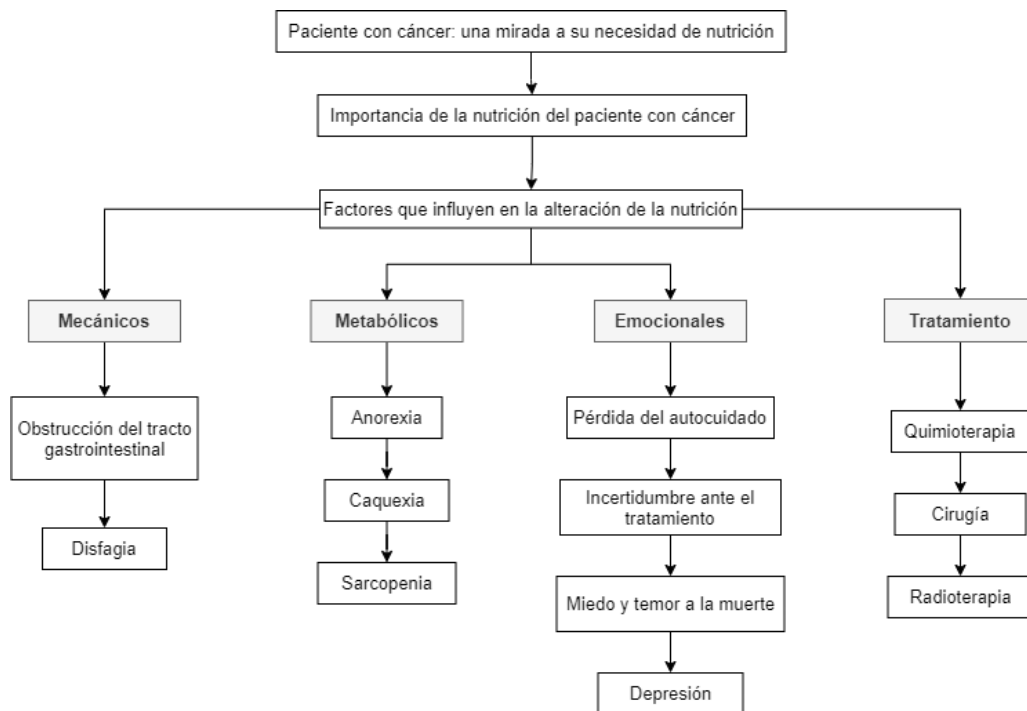 Paciente con cáncer: una mirada a su necesidad de nutrición
Importancia de la nutrición del paciente con cáncer
Factores que influyen en la alteración de la nutrición
Mecánicos
Metabólicos
Emocionales
Tratamiento
Obstrucción del tracto
gastrointestinal
Anorexia
Pérdida del autocuidado
Quimioterapia
Disfagia
Caquexia
Incertidumbre ante el
tratamiento
Cirugía
Sarcopenia
Miedo y temor a la muerte
Radioterapia
Depresión